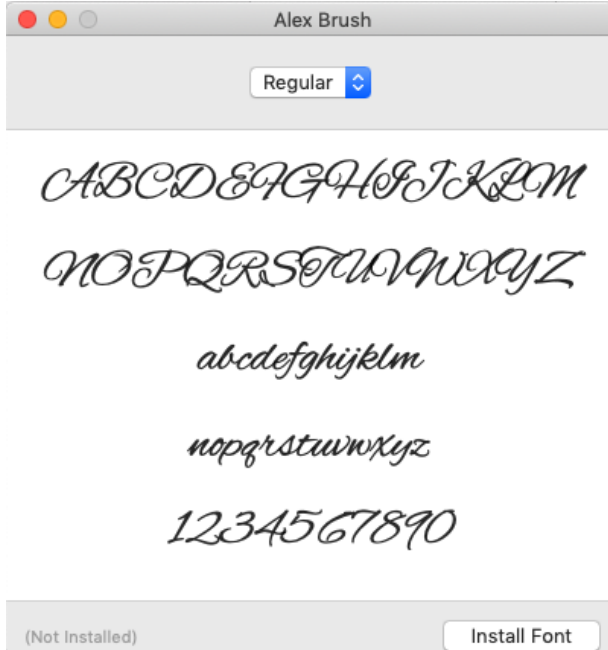 Alex Brush
Regular
ABCDEFGHIJKLM
NOPQRSTUVWXYZ
abcdefghijklm
nopqrstuvwxyz
1234567890
(Not Installed)
Install Font